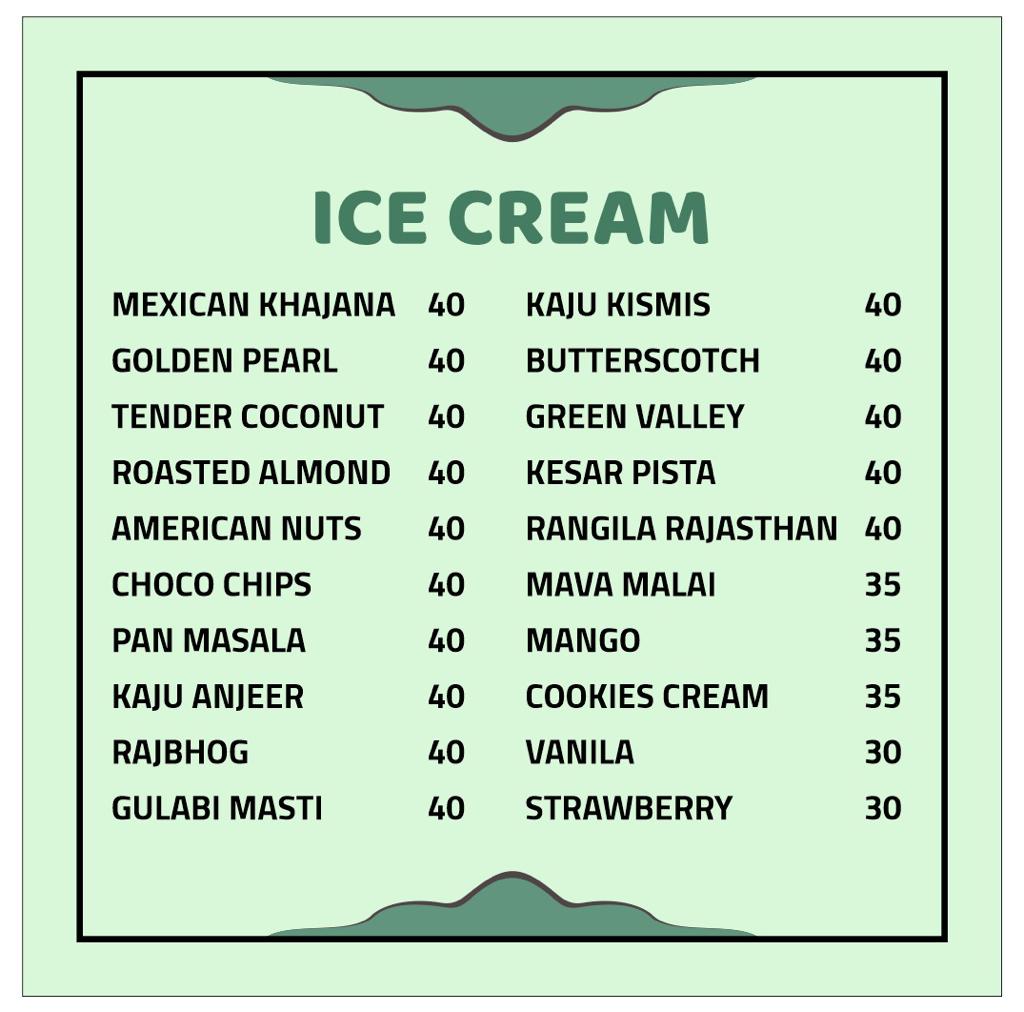 ICE CREAM
MEXICAN KHAJANA 40
GOLDEN PEARL 40
TENDER COCONUT 40
ROASTED ALMOND 40
AMERICAN NUTS 40
CHOCO CHIPS 40
PAN MASALA 40
KAJU ANJEER 40
RAJBHOG 40
GULABI MASTI 40
KAJU KISMIS 40
BUTTERSCOTCH 40
GREEN VALLEY 40
KESAR PISTA 40
RANGILA RAJASTHAN 40
MAVA MALAI 35
MANGO 35
COOKIES CREAM 35
VANILA 30
STRAWBERRY 30